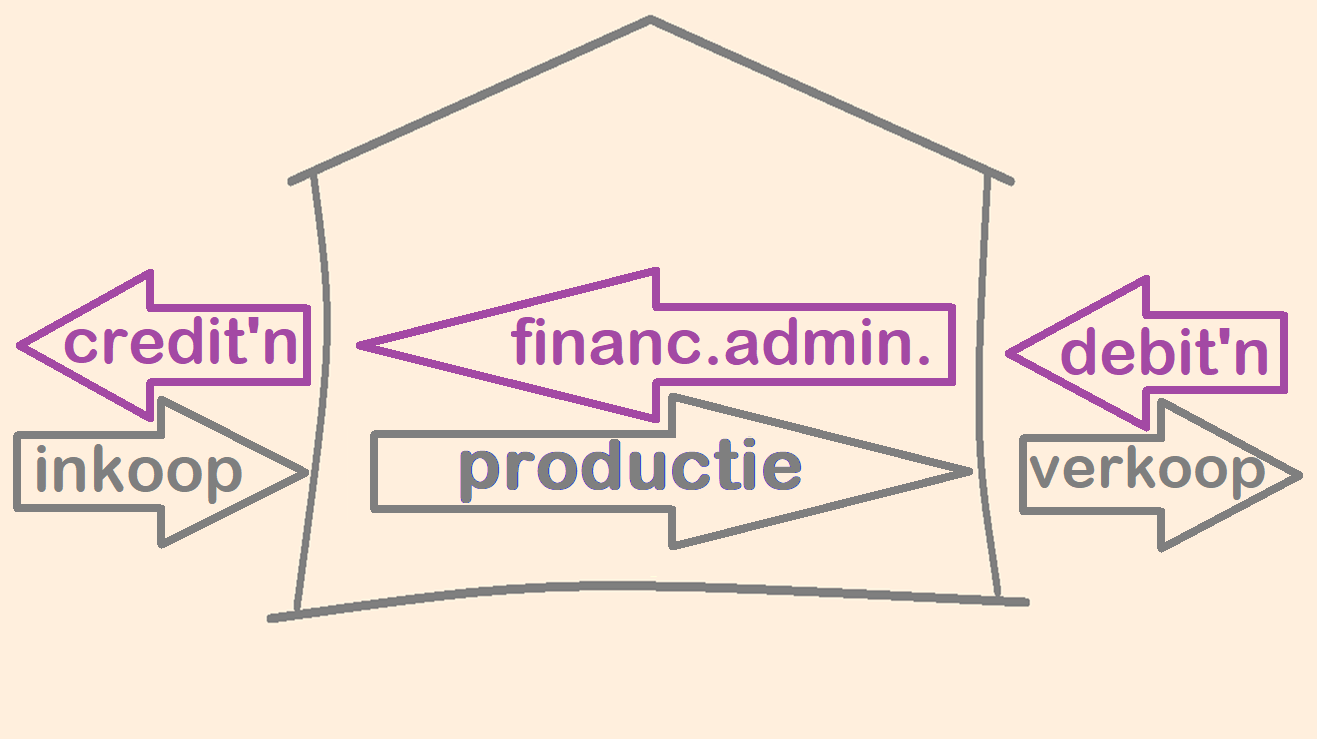 credit'n
financ.admin.
debit'n
inkoop
productie
verkoop